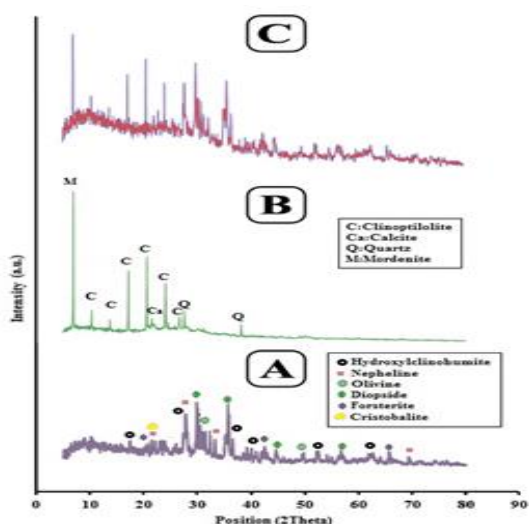 C
B
M
C:Clinoptilolite
Ca:Calcite
Q:Quartz
M:Mordenite
C
C
C
C
C
Ca
C
Q
Q
A
Hydroxylclinohumite
Nepheline
Olivine
Diopside
Forsterite
Cristobalite
Intensity (a.u.)
0
10
20
30
40
50
60
70
80
90
Position (2Theta)